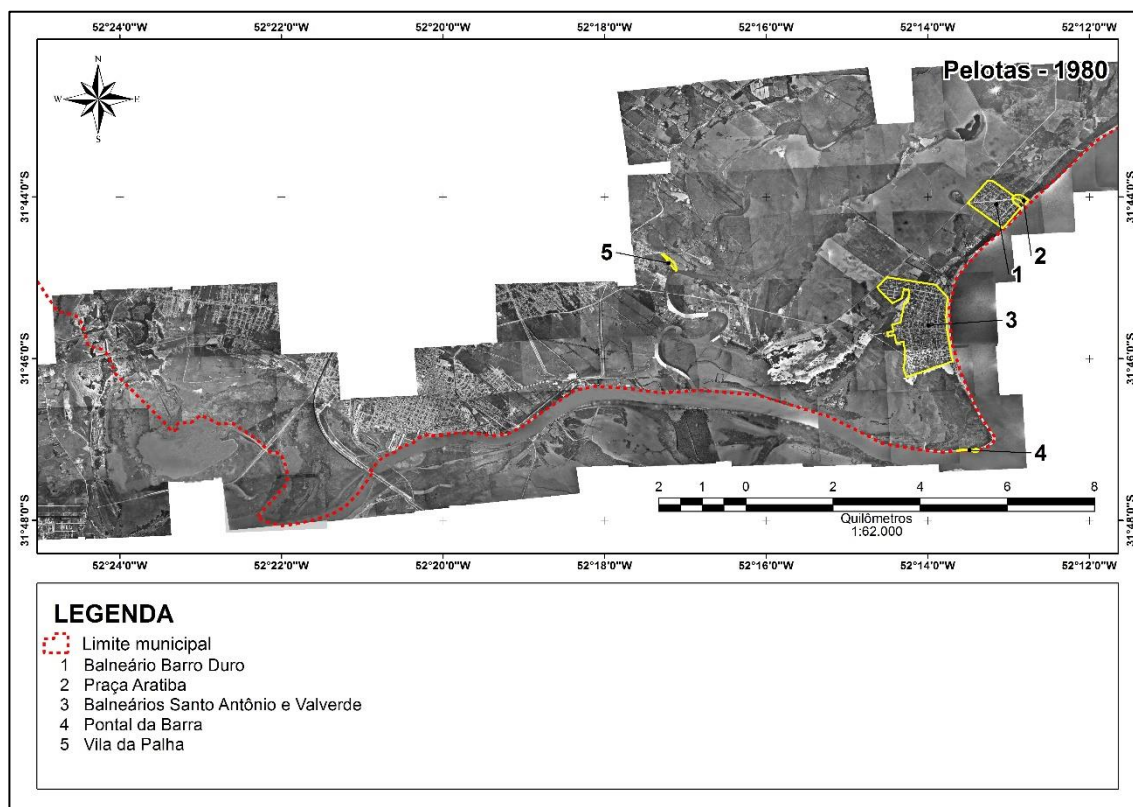 52°24'0"W 52°22'0"W 52°20'0"W 52°18'0"W 52°16'0"W 52°14'0"W 52°12'0"W
Pelotas - 1980
N
W E
S
31°44'0"S 31°44'0"S
2
5
1
3
31°46'0"S 31°46'0"S
4
2 1 0 2 4 6 8
Quilômetros
1:62.000
31°48'0"S 31°48'0"S
52°24'0"W 52°22'0"W 52°20'0"W 52°18'0"W 52°16'0"W 52°14'0"W 52°12'0"W
LEGENDA
Limite municipal
1 Balneário Barro Duro
2 Praça Aratiba
3 Balneários Santo Antônio e Valverde
4 Pontal da Barra
5 Vila da Palha